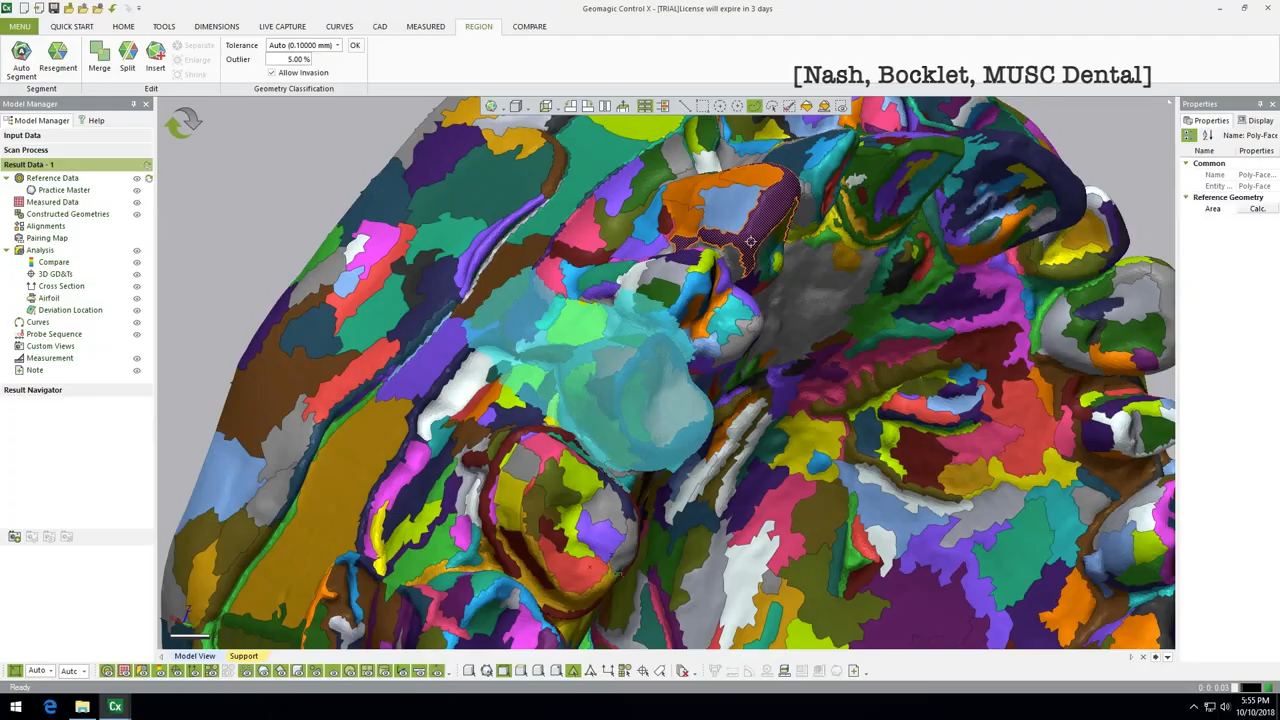 Geomagic Control X - [TRIAL]License will expire in 3 days
MENU QUICK START HOME TOOLS DIMENSIONS LIVE CAPTURE CURVES CAD MEASURED REGION COMPARE
Auto Segment
Resegment
Segment
Merge
Split
Insert
Separate
Enlarge
Shrink
Edit
Tolerance Auto (0.10000 mm) OK
Outlier 5.00 %
Allow Invasion
Geometry Classification
[Nash, Bocklet, MUSC Dental]
Model Manager
Model Manager Help
Input Data
Scan Process
Result Data - 1
Reference Data
Practice Master
Measured Data
Constructed Geometries
Alignments
Pairing Map
Analysis
Compare
3D GD&Ts
Cross Section
Airfoil
Deviation Location
Curves
Probe Sequence
Custom Views
Measurement
Note
Result Navigator
Properties
Properties Display
Name: Poly-Face
Name Properties
Common
Name Poly-Face...
Entity ... Poly-Face...
Reference Geometry
Area Calc.
Model View Support
Auto
Ready
0: 0: 0.03
5:55 PM
10/10/2018